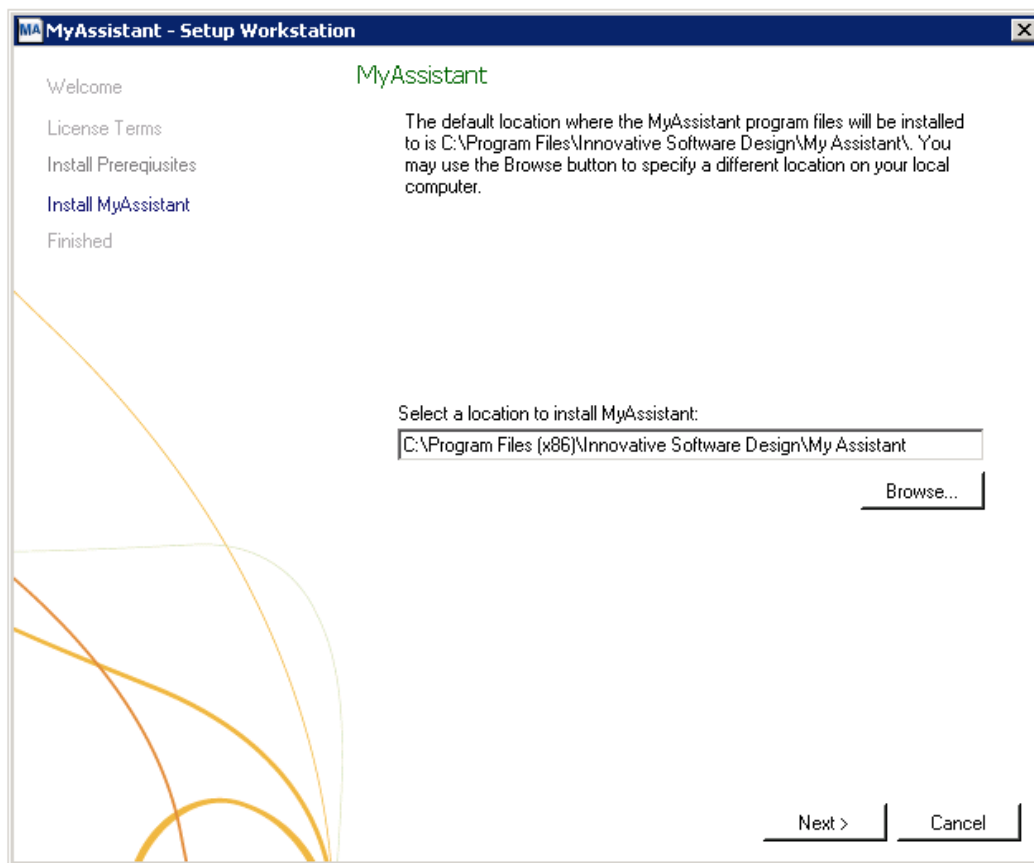 MA MyAssistant - Setup Workstation
Welcome
License Terms
Install Prereqiusites
Install MyAssistant
Finished
MyAssistant
The default location where the MyAssistant program files will be installed
to is C:\Program Files\Innovative Software Design\My Assistant\. You
may use the Browse button to specify a different location on your local
computer.
Select a location to install MyAssistant:
C:\Program Files (x86)\Innovative Software Design\My Assistant
Browse...
Next >
Cancel